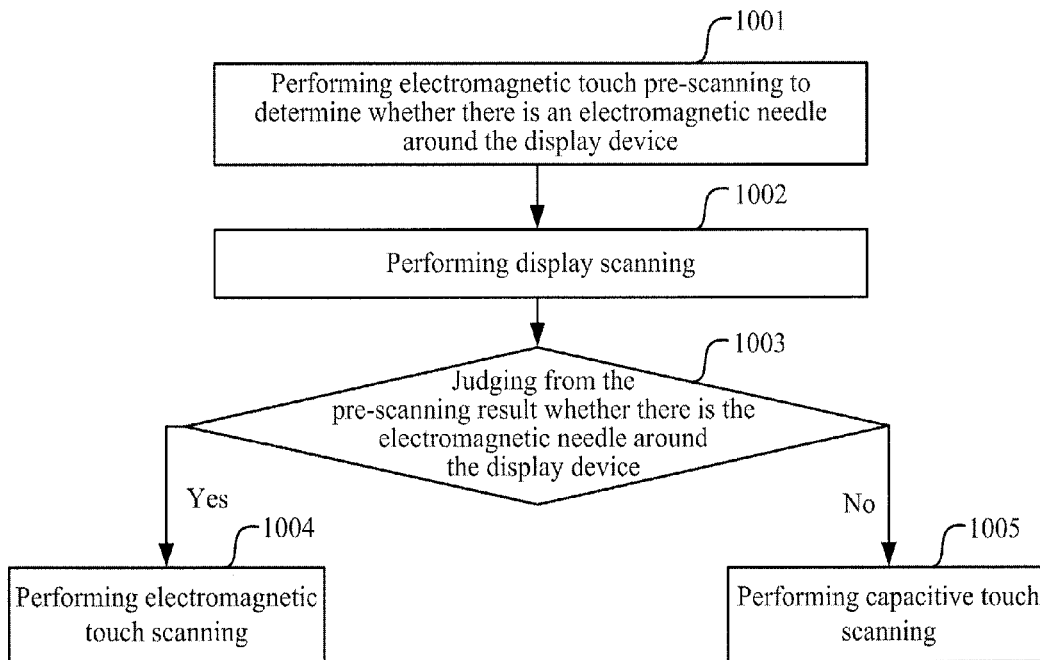 1001
Performing electromagnetic touch pre-scanning to
determine whether there is an electromagnetic needle
around the display device
1002
Performing display scanning
1003
Judging from the
pre-scanning result whether there is the
electromagnetic needle around
the display device
Yes
No
1004
Performing electromagnetic
touch scanning
1005
Performing capacitive touch
scanning